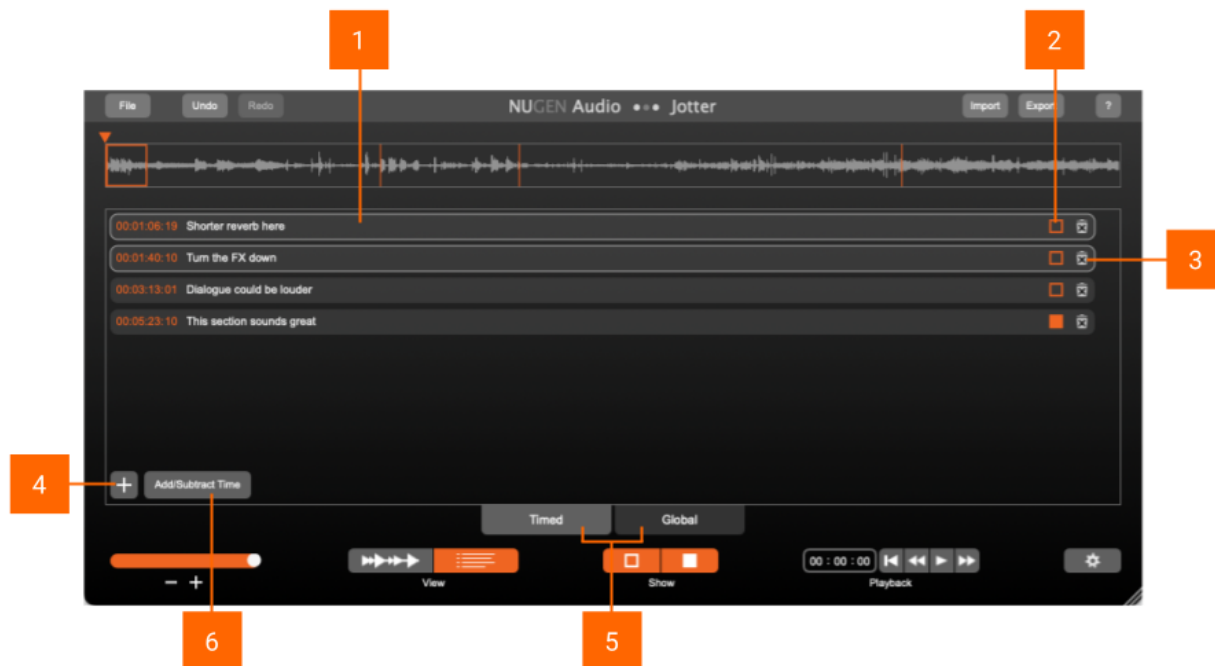 1
2
File
Undo
Redo
NUGEN Audio Jotter
Import
Export
?
00:01:06:19 Shorter reverb here
00:01:40:10 Turn the FX down
3
00:03:13:01 Dialogue could be louder
00:05:23:10 This section sounds great
4
+ Add/Subtract Time
Timed
Global
00 : 00 : 00
− +
View
Show
Playback
6
5